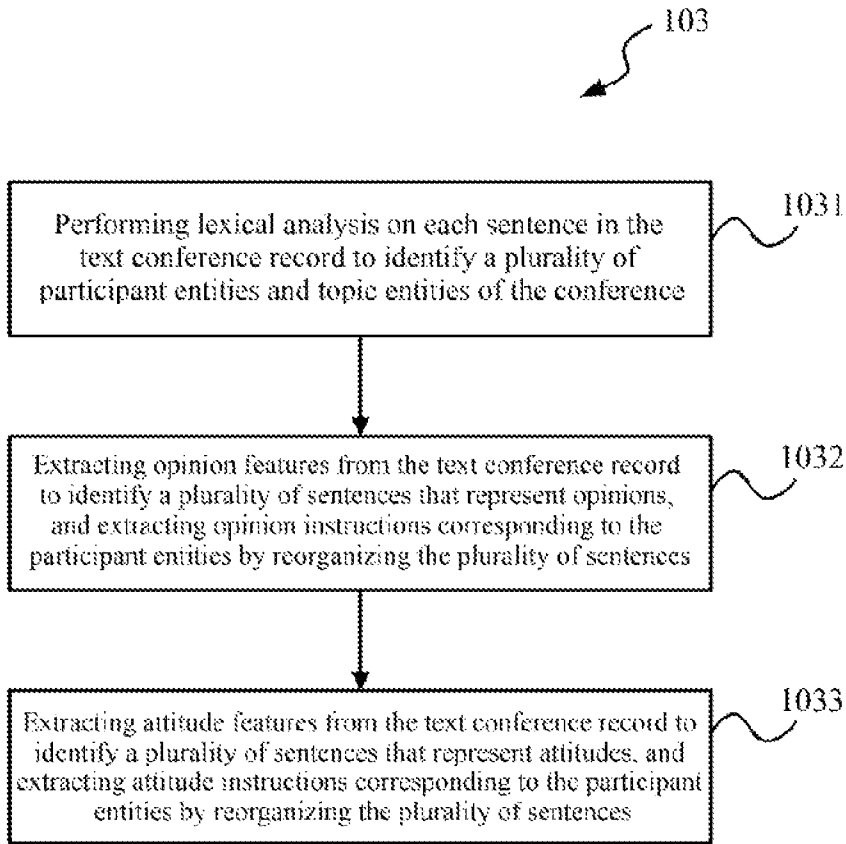 103
1031
Performing lexical analysis on each sentence in the
text conference record to identify a plurality of
participant entities and topic entities of the conference
1032
Extracting opinion features from the text conference record
to identify a plurality of sentences that represent opinions,
and extracting opinion instructions corresponding to the
participant entities by reorganizing the plurality of sentences
1033
Extracting attitude features from the text conference record to
identify a plurality of sentences that represent attitudes, and
extracting attitude instructions corresponding to the participant
entities by reorganizing the plurality of sentences